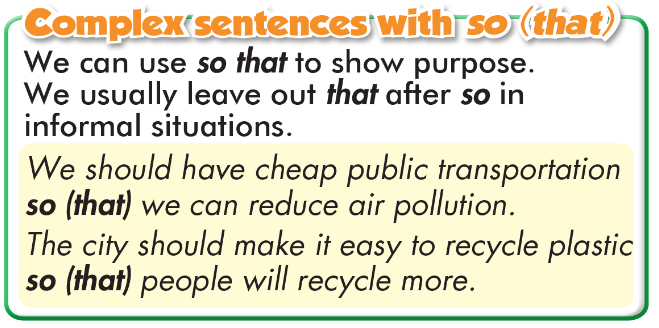 Complex sentences with so (that)
We can use so that to show purpose.
We usually leave out that after so in
informal situations.
We should have cheap public transportation
so (that) we can reduce air pollution.
The city should make it easy to recycle plastic
so (that) people will recycle more.